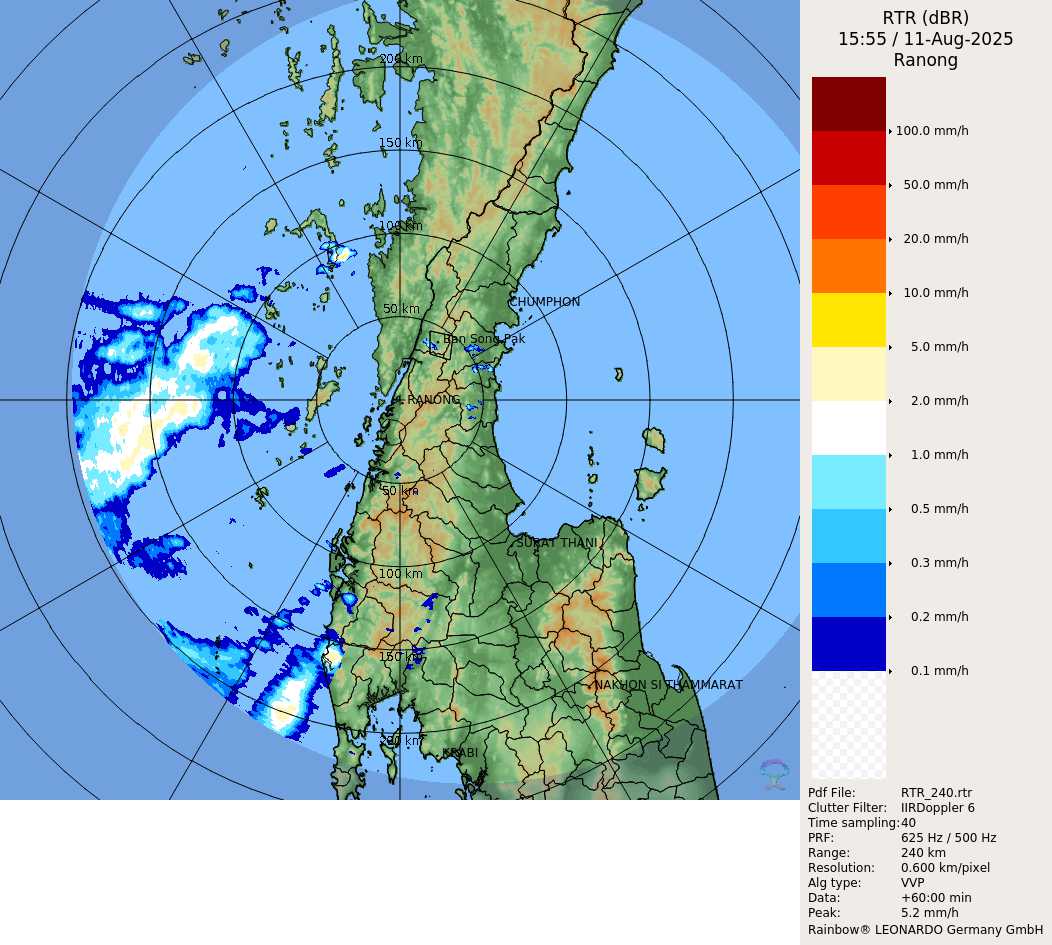 RTR (dBR)
15:55 / 11-Aug-2025
Ranong
100.0 mm/h
50.0 mm/h
20.0 mm/h
10.0 mm/h
5.0 mm/h
2.0 mm/h
1.0 mm/h
0.5 mm/h
0.3 mm/h
0.2 mm/h
0.1 mm/h
Pdf File: RTR_240.rtr
Clutter Filter: IIRDoppler 6
Time sampling:40
PRF: 625 Hz / 500 Hz
Range: 240 km
Resolution: 0.600 km/pixel
Alg type: VVP
Data: +60:00 min
Peak: 5.2 mm/h
Rainbow® LEONARDO Germany GmbH
200 km
150 km
100 km
CHUMPHON
50 km
Ban Song Pak
RANONG
50 km
SURAT THANI
100 km
150 km
NAKHON SI THAMMARAT
200 km
KRABI